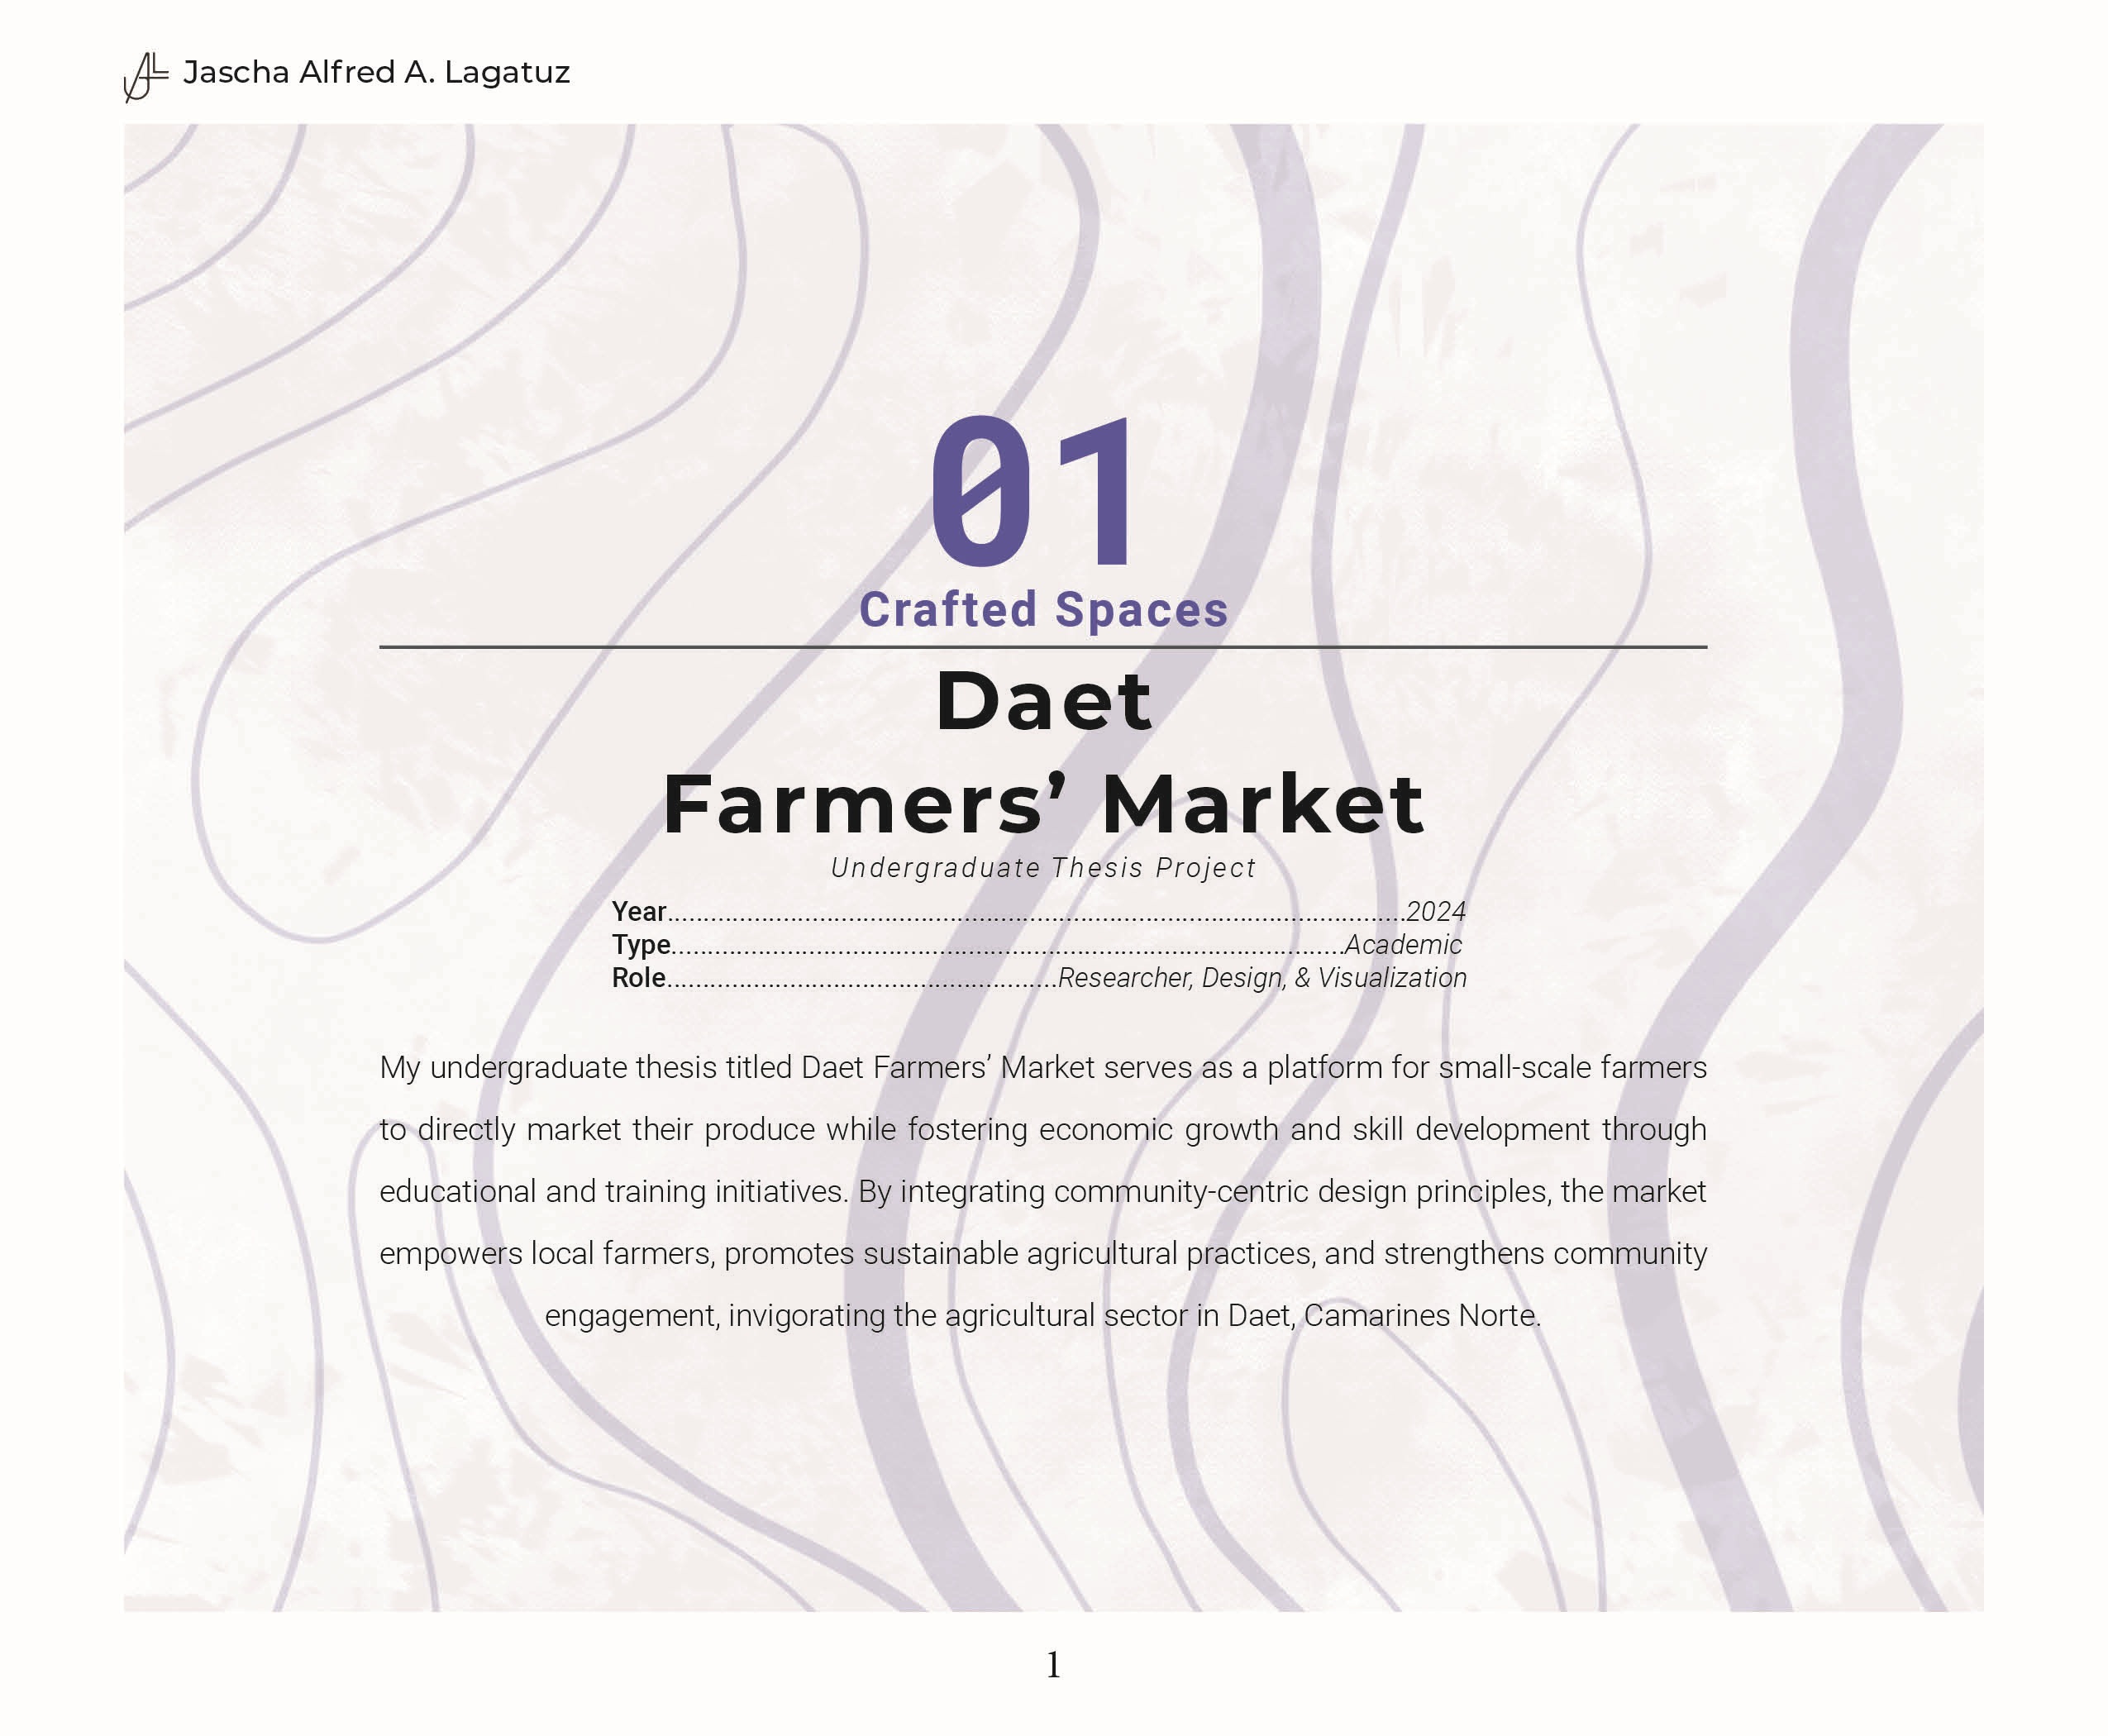 Jascha Alfred A. Lagatuz
01
Crafted Spaces
Daet
Farmers’ Market
Undergraduate Thesis Project
Year.....................................................................................................2024
Type............................................................................................Academic
Role.....................................................Researcher, Design, & Visualization
My undergraduate thesis titled Daet Farmers’ Market serves as a platform for small-scale farmers
to directly market their produce while fostering economic growth and skill development through
educational and training initiatives. By integrating community-centric design principles, the market
empowers local farmers, promotes sustainable agricultural practices, and strengthens community
engagement, invigorating the agricultural sector in Daet, Camarines Norte.
1